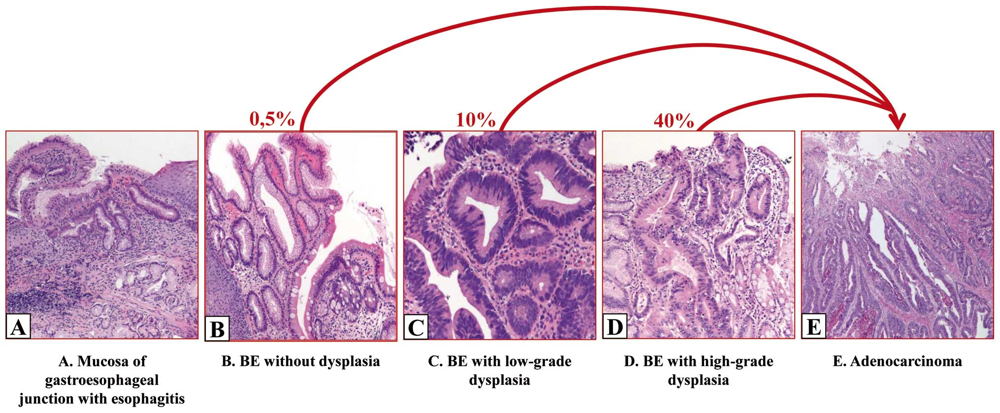 0,5%
10%
40%
A
B
C
D
E
A. Mucosa of
gastroesophageal
junction with esophagitis
B. BE without dysplasia
C. BE with low-grade
dysplasia
D. BE with high-grade
dysplasia
E. Adenocarcinoma